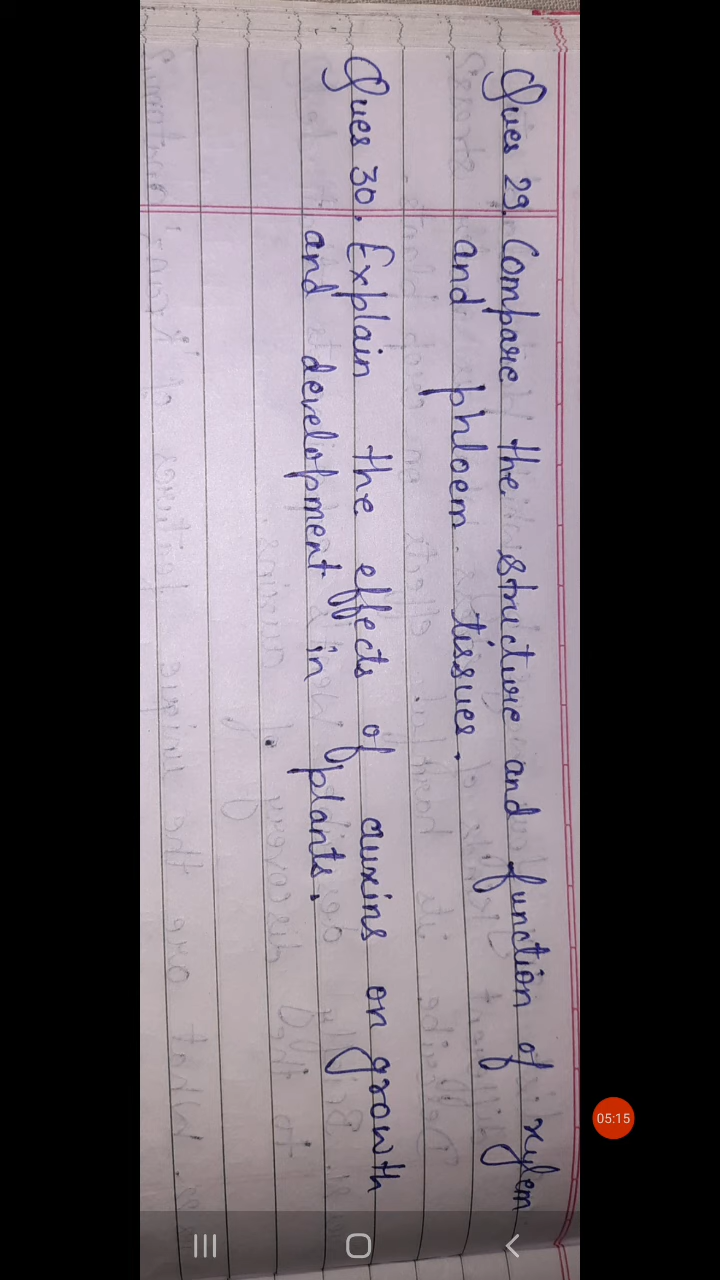 Ques 29. Compare the structure and function of xylem
and phloem tissues.
Ques 30. Explain the effects of auxins on growth
and development in plants.
05:15